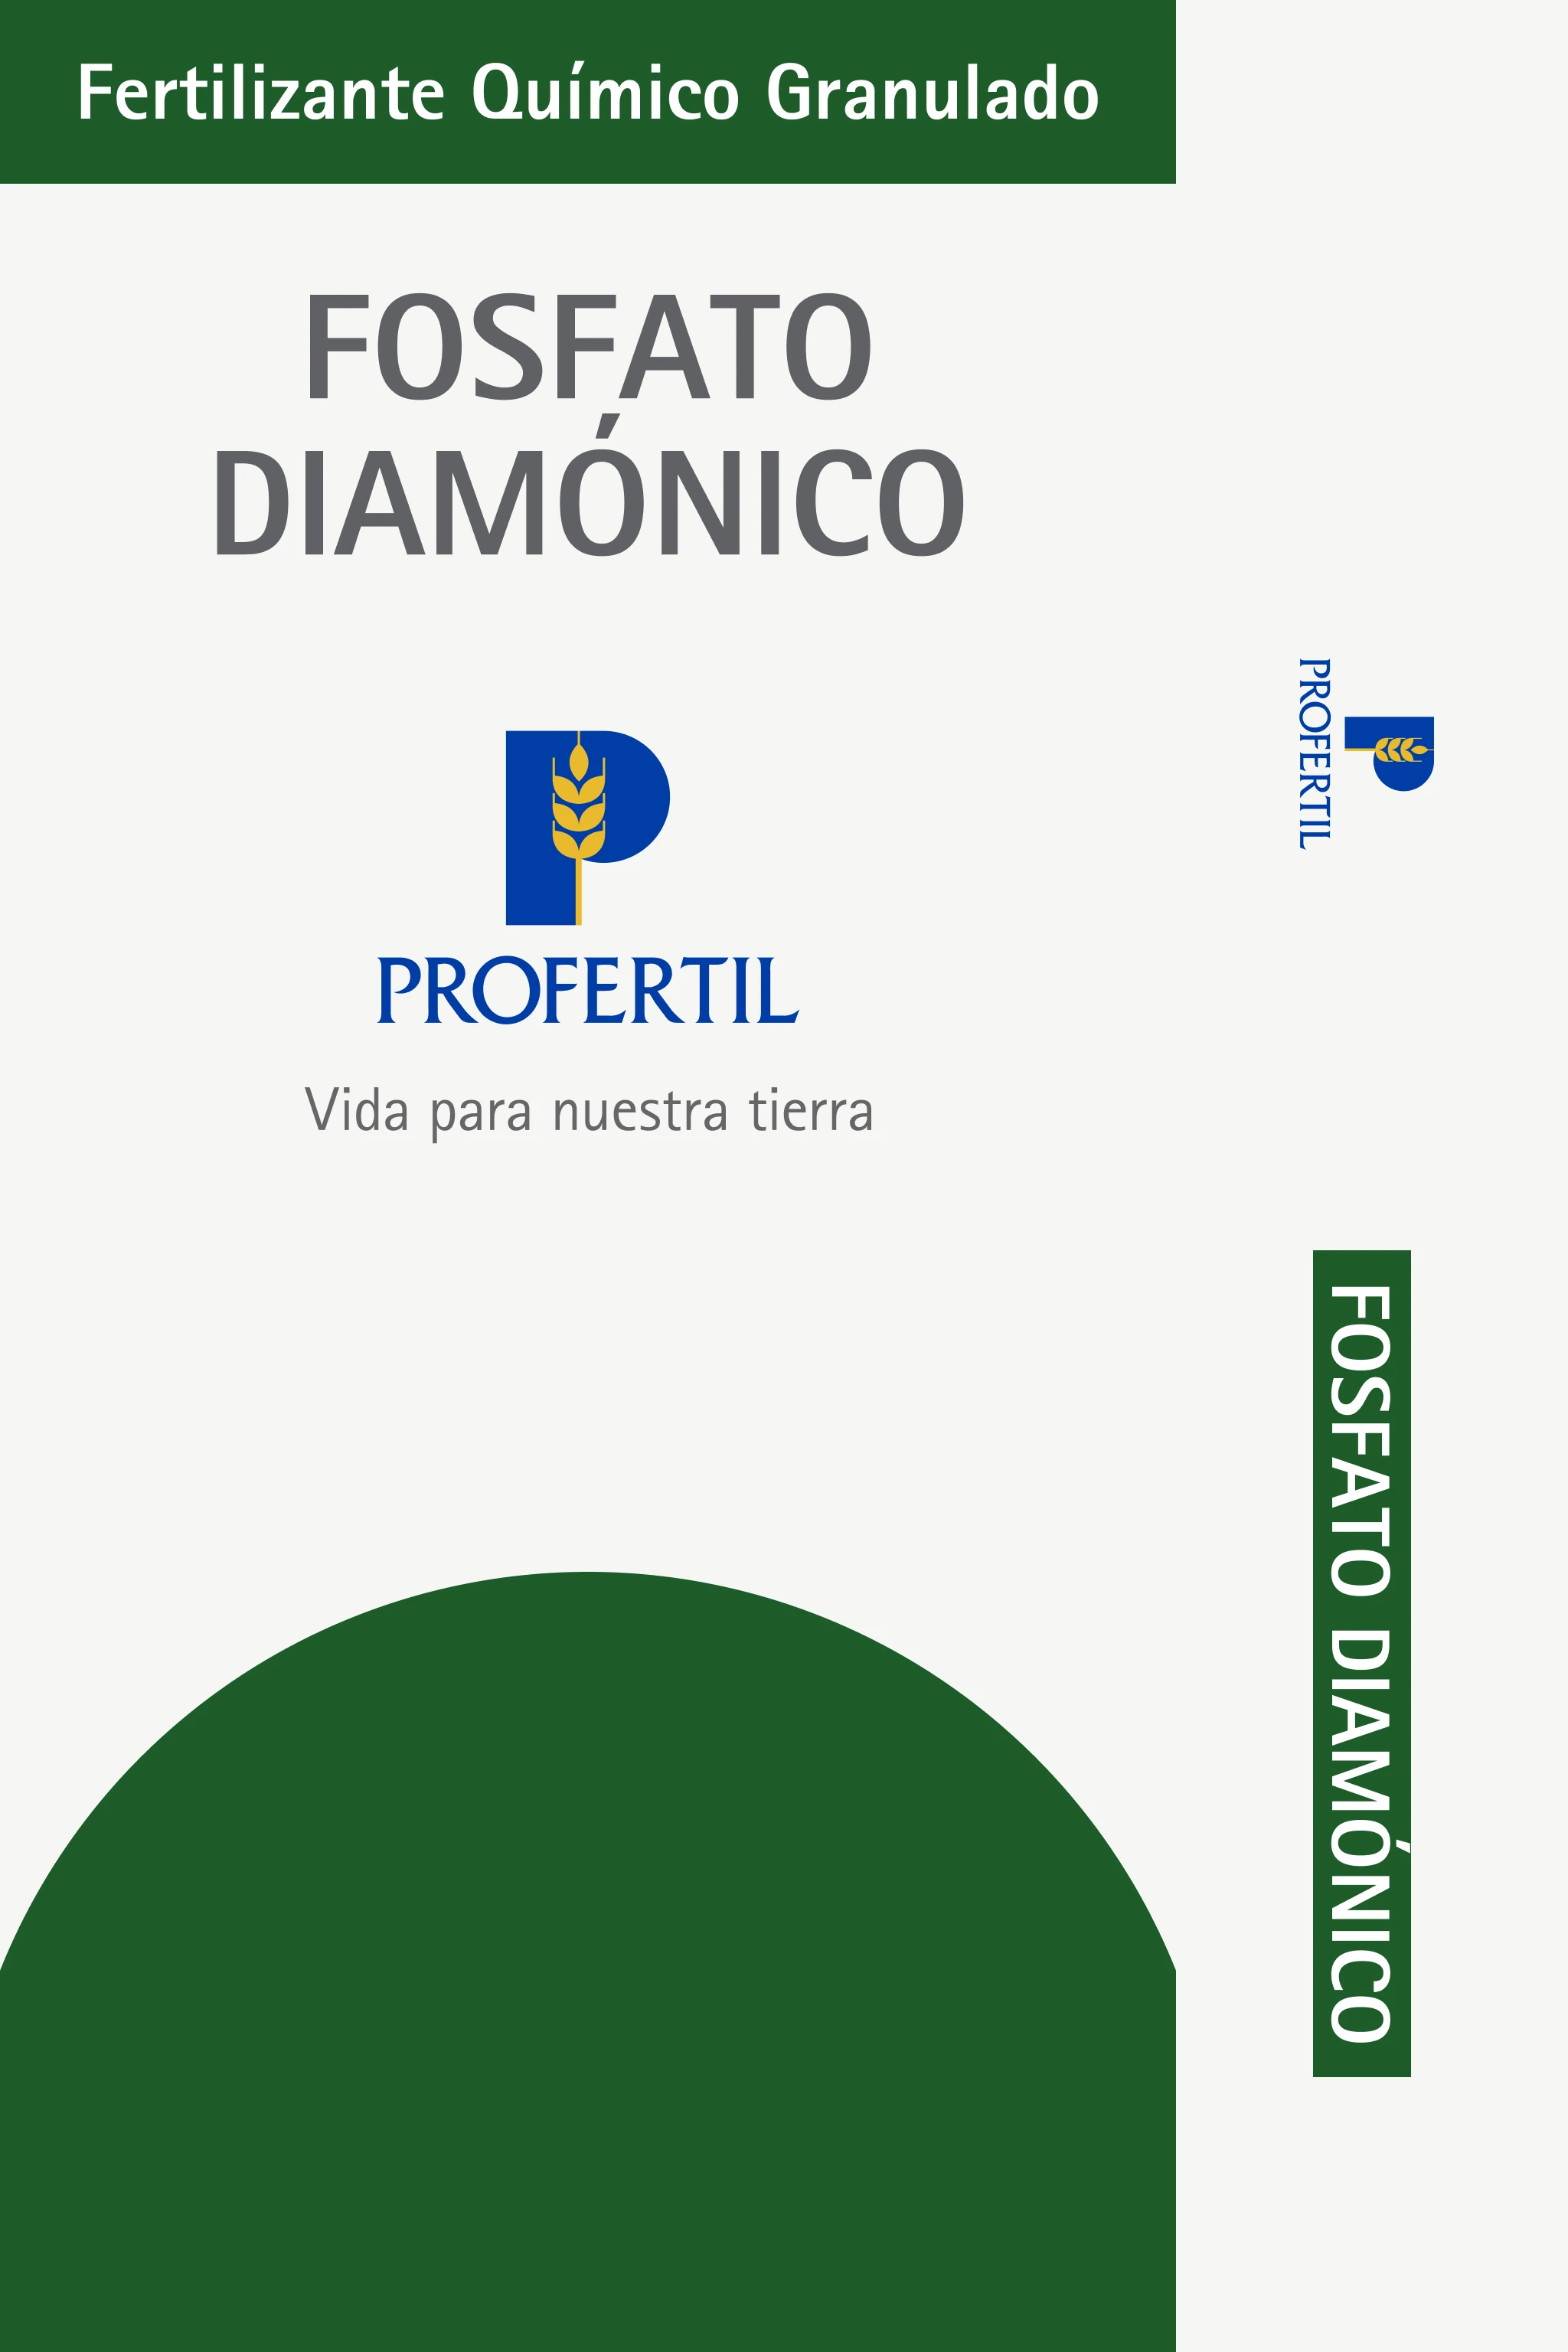 Fertilizante Químico Granulado
FOSFATO
DIAMÓNICO
PROFERTIL
Vida para nuestra tierra
PROFERTIL
FOSFATO DIAMÓNICO